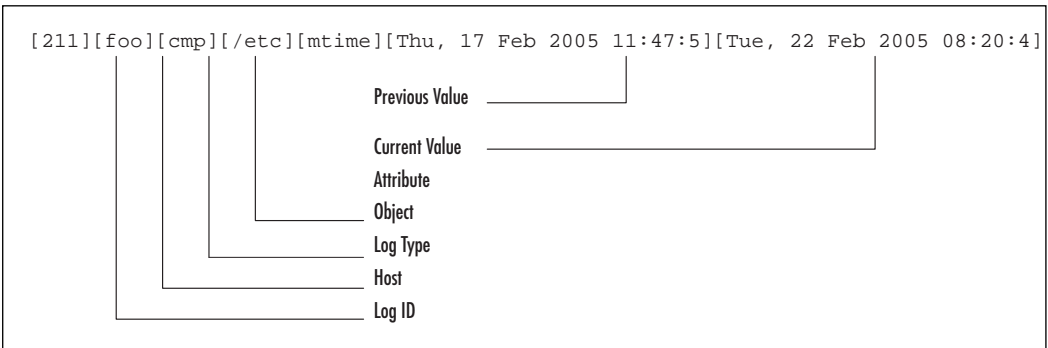 [211][foo][cmp][/etc][mtime][Thu, 17 Feb 2005 11:47:5][Tue, 22 Feb 2005 08:20:4]
Previous Value
Current Value
Attribute
Object
Log Type
Host
Log ID